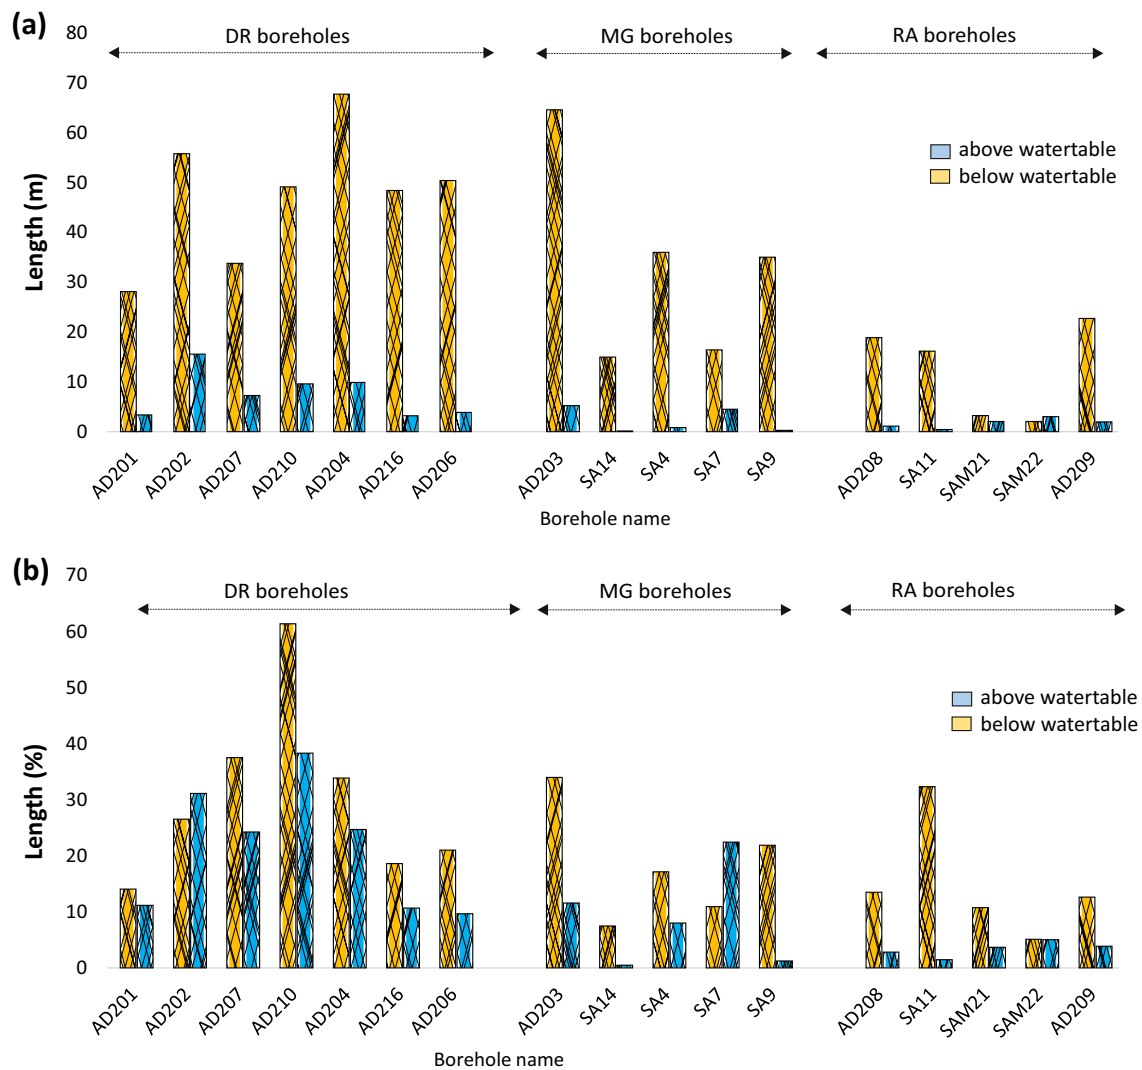 (a)
80
70
60
50
40
30
20
10
0
Length (m)
DR boreholes
MG boreholes
RA boreholes
above watertable
below watertable
AD201
AD202
AD207
AD210
AD204
AD216
AD206
AD203
SA14
SA4
SA7
SA9
AD208
SA11
SAM21
SAM22
AD209
Borehole name
(b)
70
60
50
40
30
20
10
0
Length (%)
DR boreholes
MG boreholes
RA boreholes
above watertable
below watertable
AD201
AD202
AD207
AD210
AD204
AD216
AD206
AD203
SA14
SA4
SA7
SA9
AD208
SA11
SAM21
SAM22
AD209
Borehole name